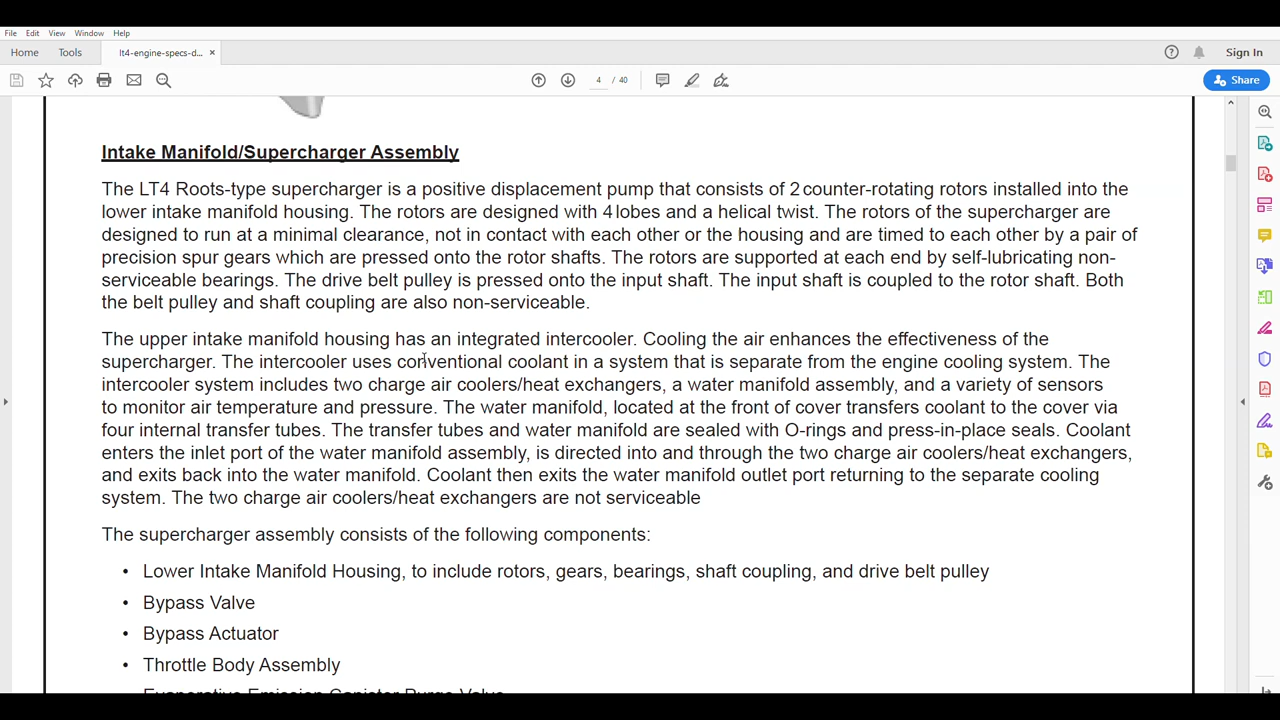 File Edit View Window Help
Home Tools lt4-engine-specs-d... × Sign In
4 / 40 Share
Intake Manifold/Supercharger Assembly
The LT4 Roots-type supercharger is a positive displacement pump that consists of 2 counter-rotating rotors installed into the
lower intake manifold housing. The rotors are designed with 4 lobes and a helical twist. The rotors of the supercharger are
designed to run at a minimal clearance, not in contact with each other or the housing and are timed to each other by a pair of
precision spur gears which are pressed onto the rotor shafts. The rotors are supported at each end by self-lubricating non-
serviceable bearings. The drive belt pulley is pressed onto the input shaft. The input shaft is coupled to the rotor shaft. Both
the belt pulley and shaft coupling are also non-serviceable.
The upper intake manifold housing has an integrated intercooler. Cooling the air enhances the effectiveness of the
supercharger. The intercooler uses conventional coolant in a system that is separate from the engine cooling system. The
intercooler system includes two charge air coolers/heat exchangers, a water manifold assembly, and a variety of sensors
to monitor air temperature and pressure. The water manifold, located at the front of cover transfers coolant to the cover via
four internal transfer tubes. The transfer tubes and water manifold are sealed with O-rings and press-in-place seals. Coolant
enters the inlet port of the water manifold assembly, is directed into and through the two charge air coolers/heat exchangers,
and exits back into the water manifold. Coolant then exits the water manifold outlet port returning to the separate cooling
system. The two charge air coolers/heat exchangers are not serviceable
The supercharger assembly consists of the following components:
• Lower Intake Manifold Housing, to include rotors, gears, bearings, shaft coupling, and drive belt pulley
• Bypass Valve
• Bypass Actuator
• Throttle Body Assembly
Evaporative Emission Canister Purge Valve